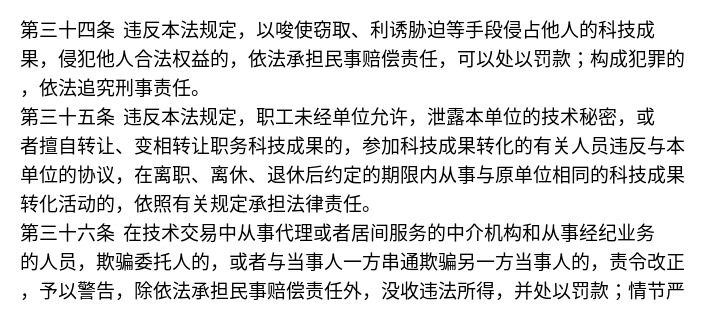 第三十四条 违反本法规定，以唆使窃取、利诱胁迫等手段侵占他人的科技成
果，侵犯他人合法权益的，依法承担民事赔偿责任，可以处以罚款；构成犯罪的
，依法追究刑事责任。
第三十五条 违反本法规定，职工未经单位允许，泄露本单位的技术秘密，或
者擅自转让、变相转让职务科技成果的，参加科技成果转化的有关人员违反与本
单位的协议，在离职、离休、退休后约定的期限内从事与原单位相同的科技成果
转化活动的，依照有关规定承担法律责任。
第三十六条 在技术交易中从事代理或者居间服务的中介机构和从事经纪业务
的人员，欺骗委托人的，或者与当事人一方串通欺骗另一方当事人的，责令改正
，予以警告，除依法承担民事赔偿责任外，没收违法所得，并处以罚款；情节严